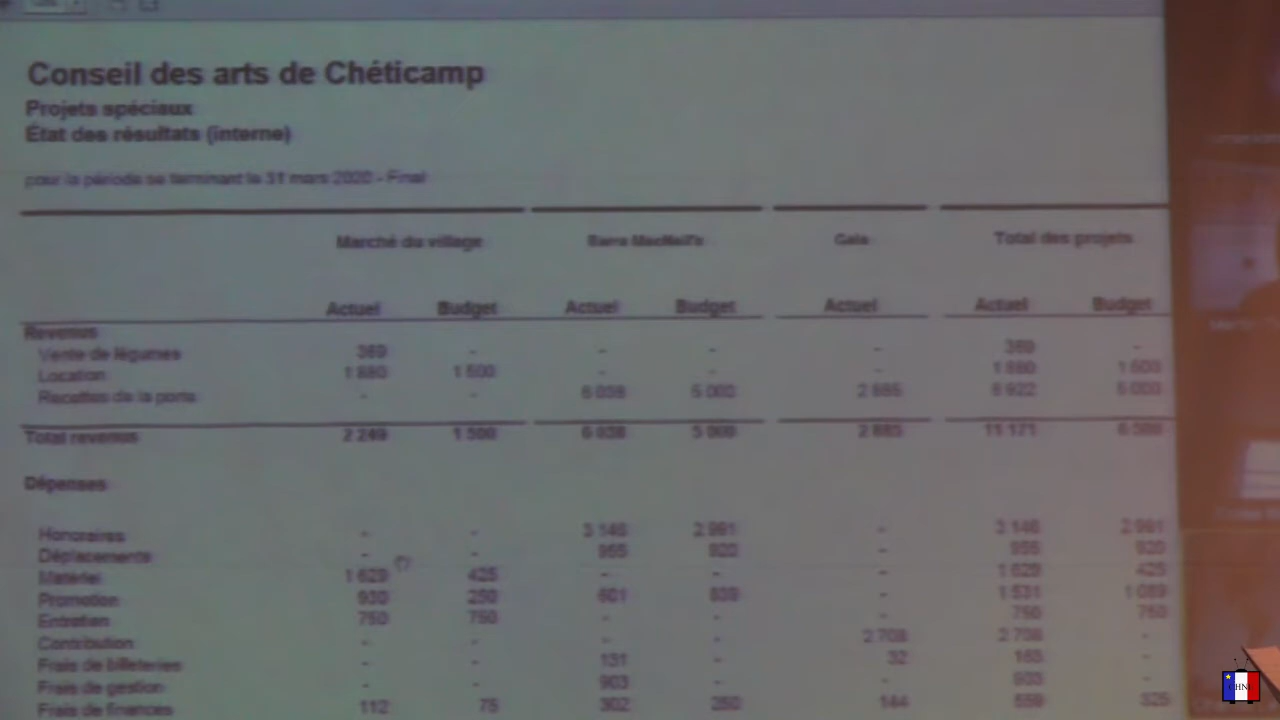 Conseil des arts de Chéticamp
Projets spéciaux
État des résultats (interne)
pour la période se terminant le 31 mars 2020 - Final
Marché du village Barra MacNeil's Gala Total des projets
Actuel Budget Actuel Budget Actuel Actuel Budget
Revenus
Vente de légumes 369 - - - - 369 -
Location 1 880 1 500 - - - 1 880 1 500
Recettes de la porte - - 6 038 5 000 2 885 8 922 5 000
Total revenus 2 249 1 500 6 038 5 000 2 885 11 171 6 500
Dépenses
Honoraires - - 3 146 2 981 - 3 146 2 981
Déplacements - - 955 920 - 955 920
Matériel 1 629 425 - - - 1 629 425
Promotion 930 250 601 839 - 1 531 1 089
Entretien 750 750 - - - 750 750
Contribution - - - - 2 708 2 708 -
Frais de billeteries - - 131 - 32 163 -
Frais de gestion - - 903 - - 903 -
Frais de finances 112 75 302 250 144 559 325